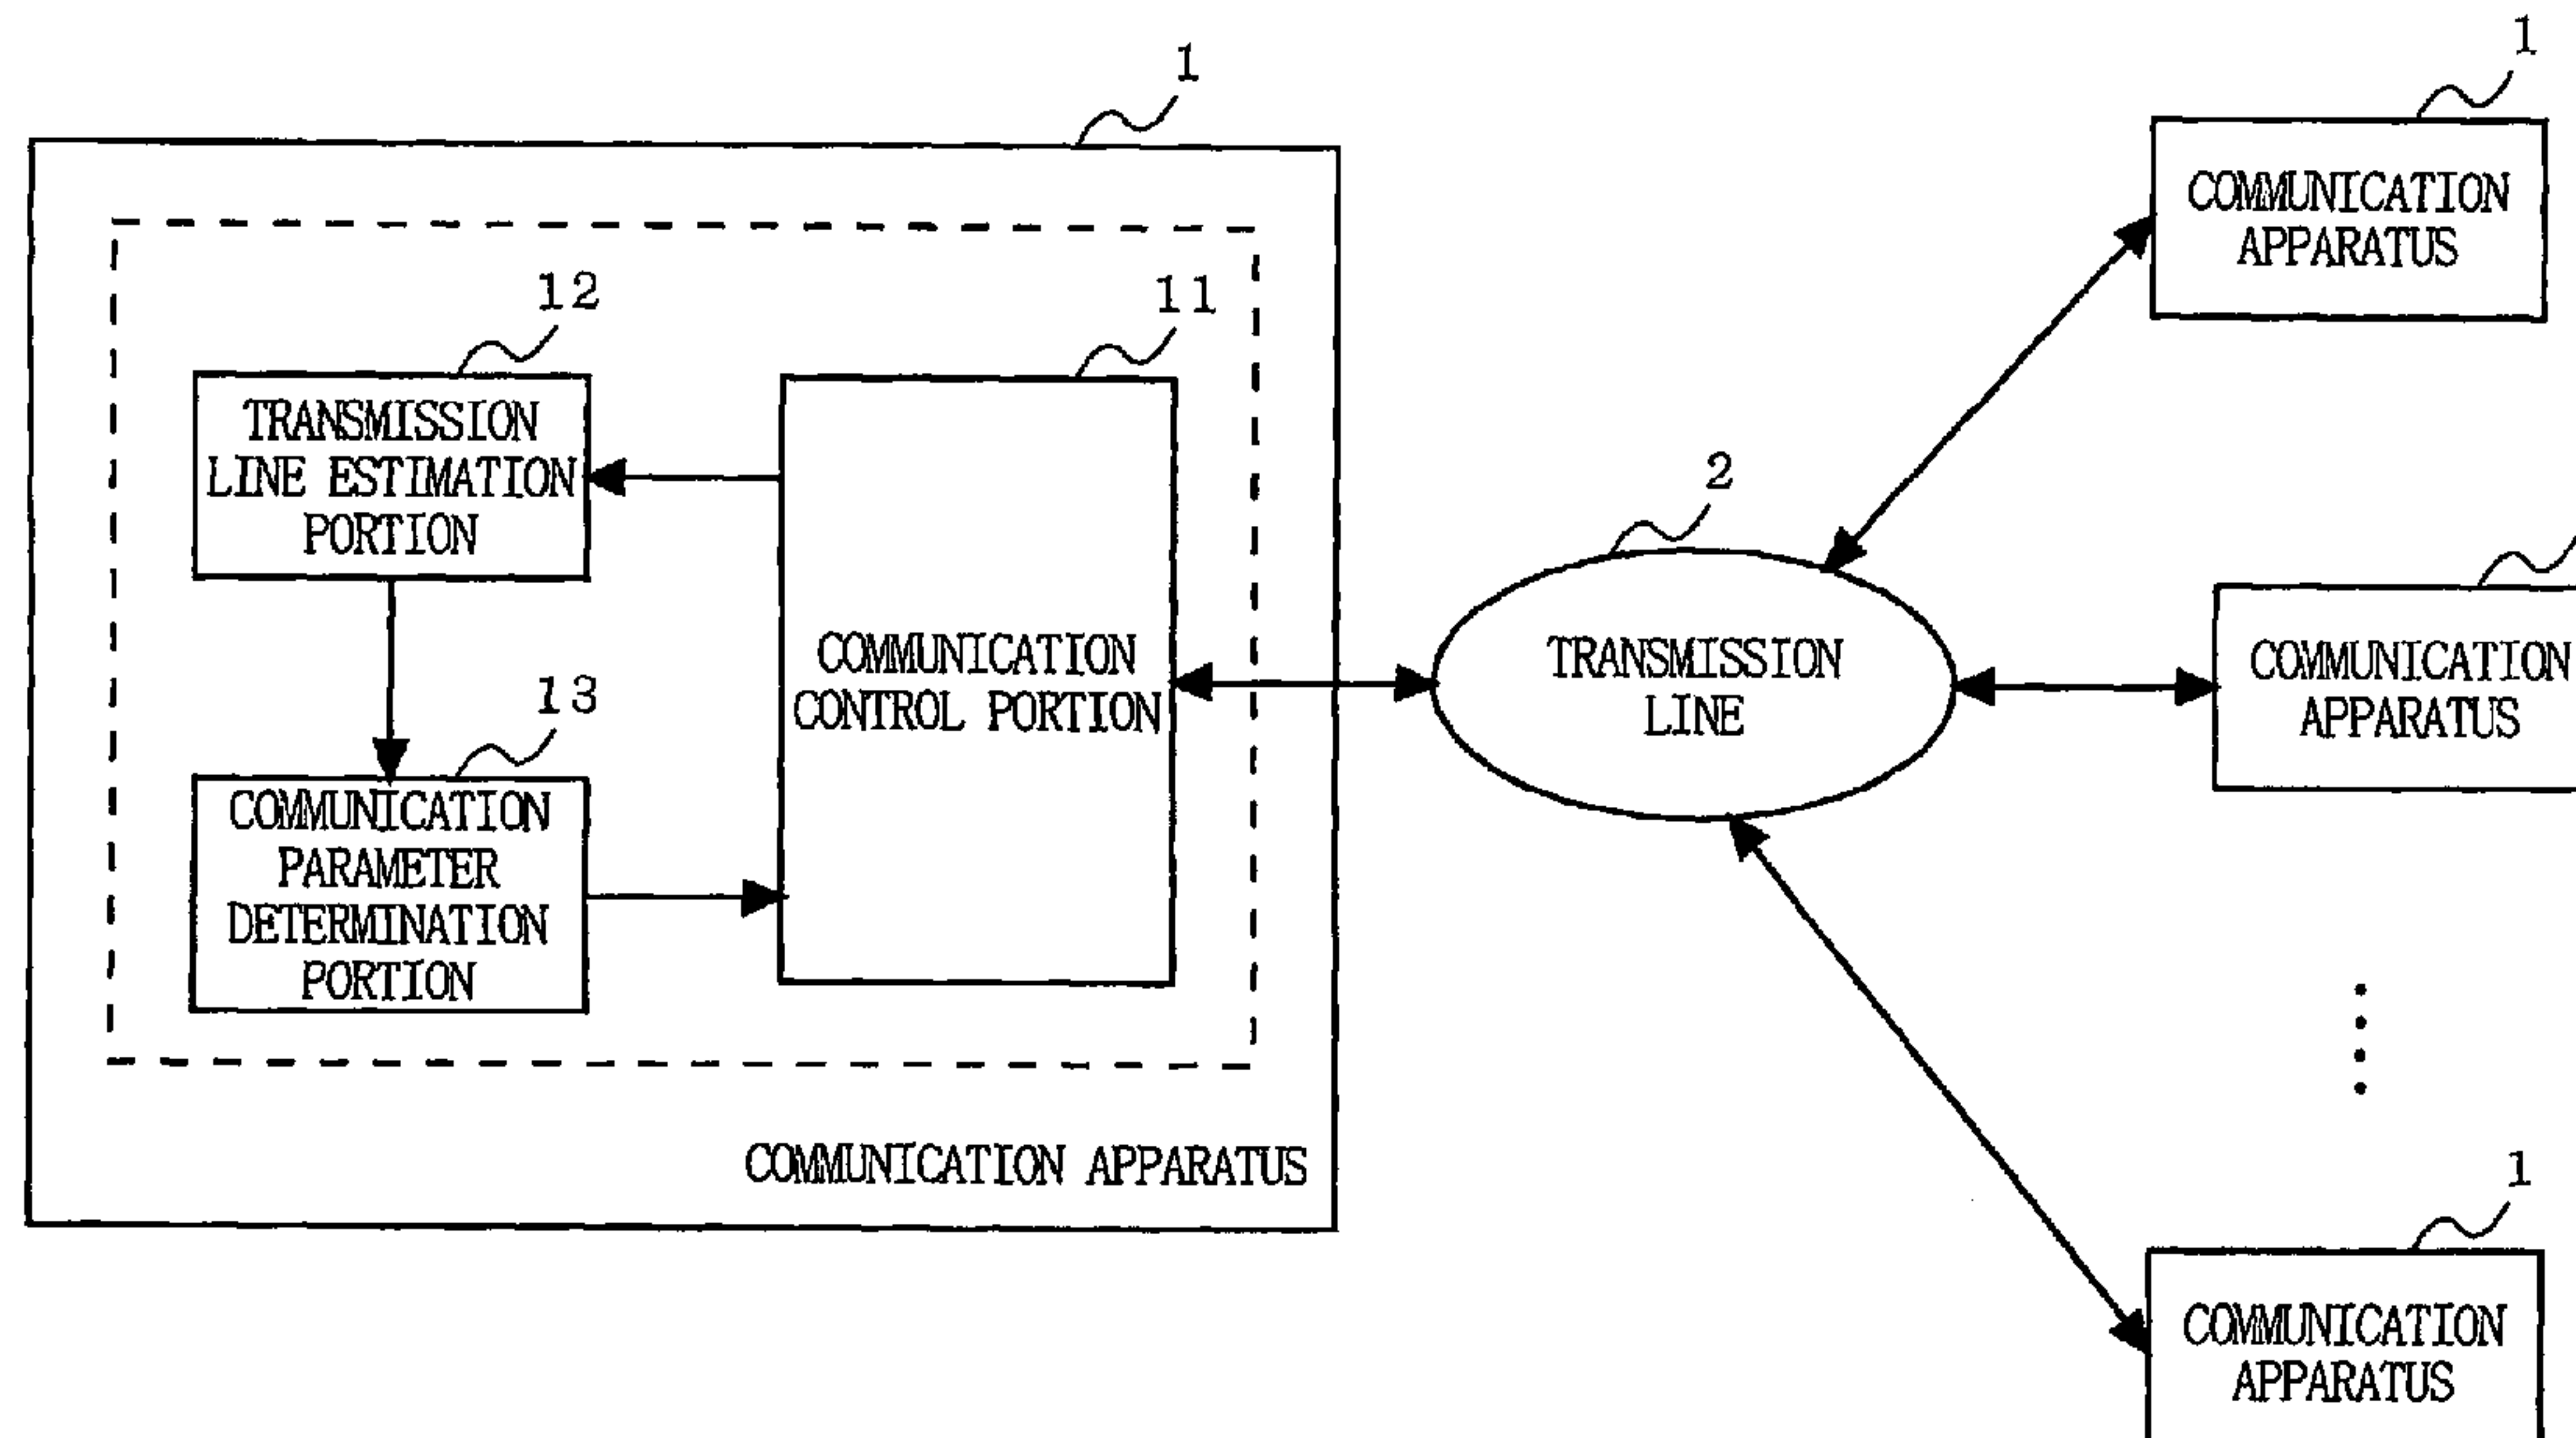 1
12
11
TRANSMISSION
LINE ESTIMATION
PORTION
13
COMMUNICATION
PARAMETER
DETERMINATION
PORTION
COMMUNICATION
CONTROL PORTION
COMMUNICATION APPARATUS
2
TRANSMISSION
LINE
1
COMMUNICATION
APPARATUS
COMMUNICATION
APPARATUS
1
COMMUNICATION
APPARATUS